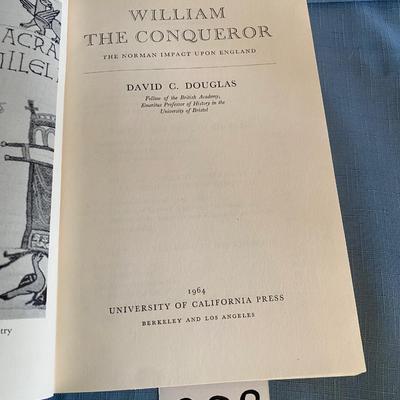 SACRA
WILLIAM
THE CONQUEROR
THE NORMAN IMPACT UPON ENGLAND
DAVID C. DOUGLAS
Fellow of the British Academy,
Emeritus Professor of History in the
University of Bristol
1964
UNIVERSITY OF CALIFORNIA PRESS
BERKELEY AND LOS ANGELES